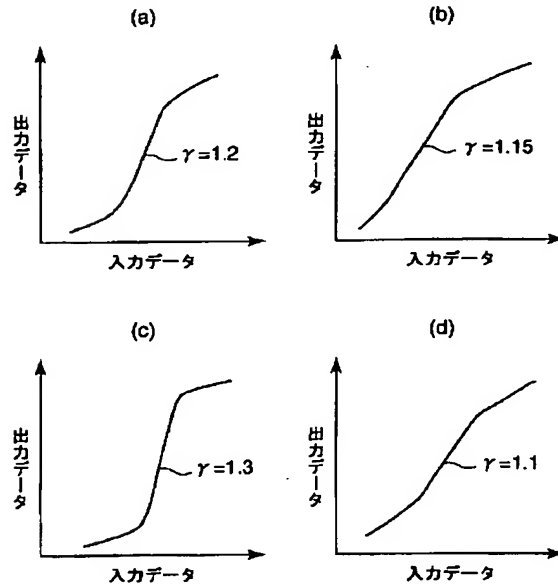 (a)
出力データ
γ=1.2
入力データ
(b)
出力データ
γ=1.15
入力データ
(c)
出力データ
γ=1.3
入力データ
(d)
出力データ
γ=1.1
入力データ